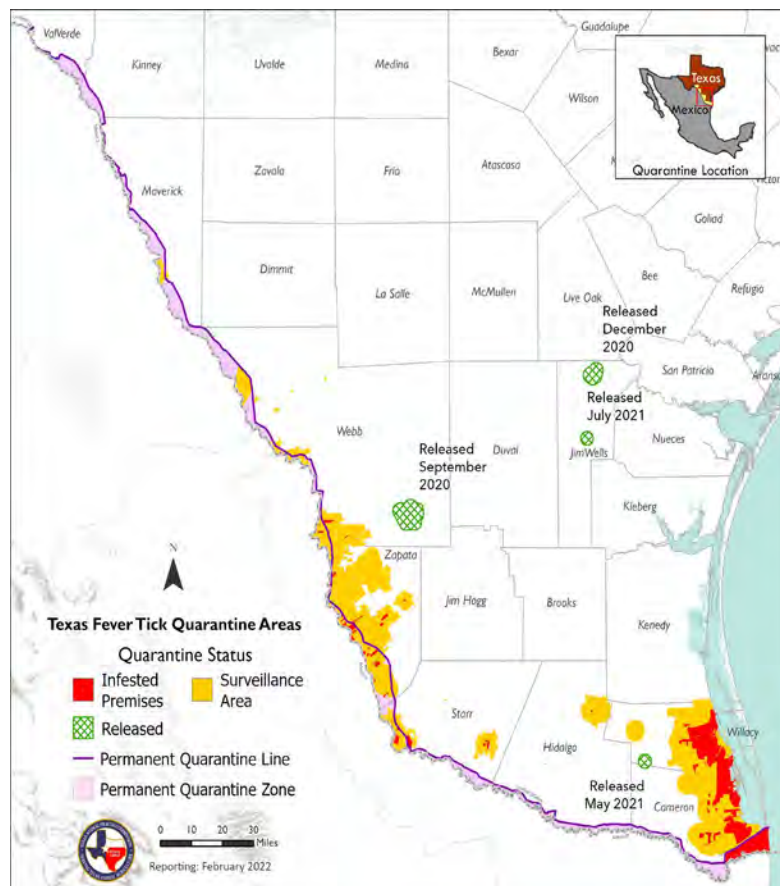 ValVerde
Kinney
Uvalde
Medina
Bexar
Guadalupe
Wilson
Texas
Mexico
Quarantine Location
Maverick
Zavala
Frio
Atascosa
Goliad
Dimmit
La Salle
McMullen
Live Oak
Bee
Refugio
Released
December
2020
San Patricio
Released
July 2021
Webb
Released
September
2020
Duval
JimWells
Nueces
Kleberg
Zapata
N
Jim Hogg
Brooks
Kenedy
Texas Fever Tick Quarantine Areas
Quarantine Status
Infested
Premises
Surveillance
Area
Released
Permanent Quarantine Line
Permanent Quarantine Zone
Starr
Hidalgo
Willacy
Released
May 2021
Cameron
0 10 20 30
Miles
Reporting: February 2022